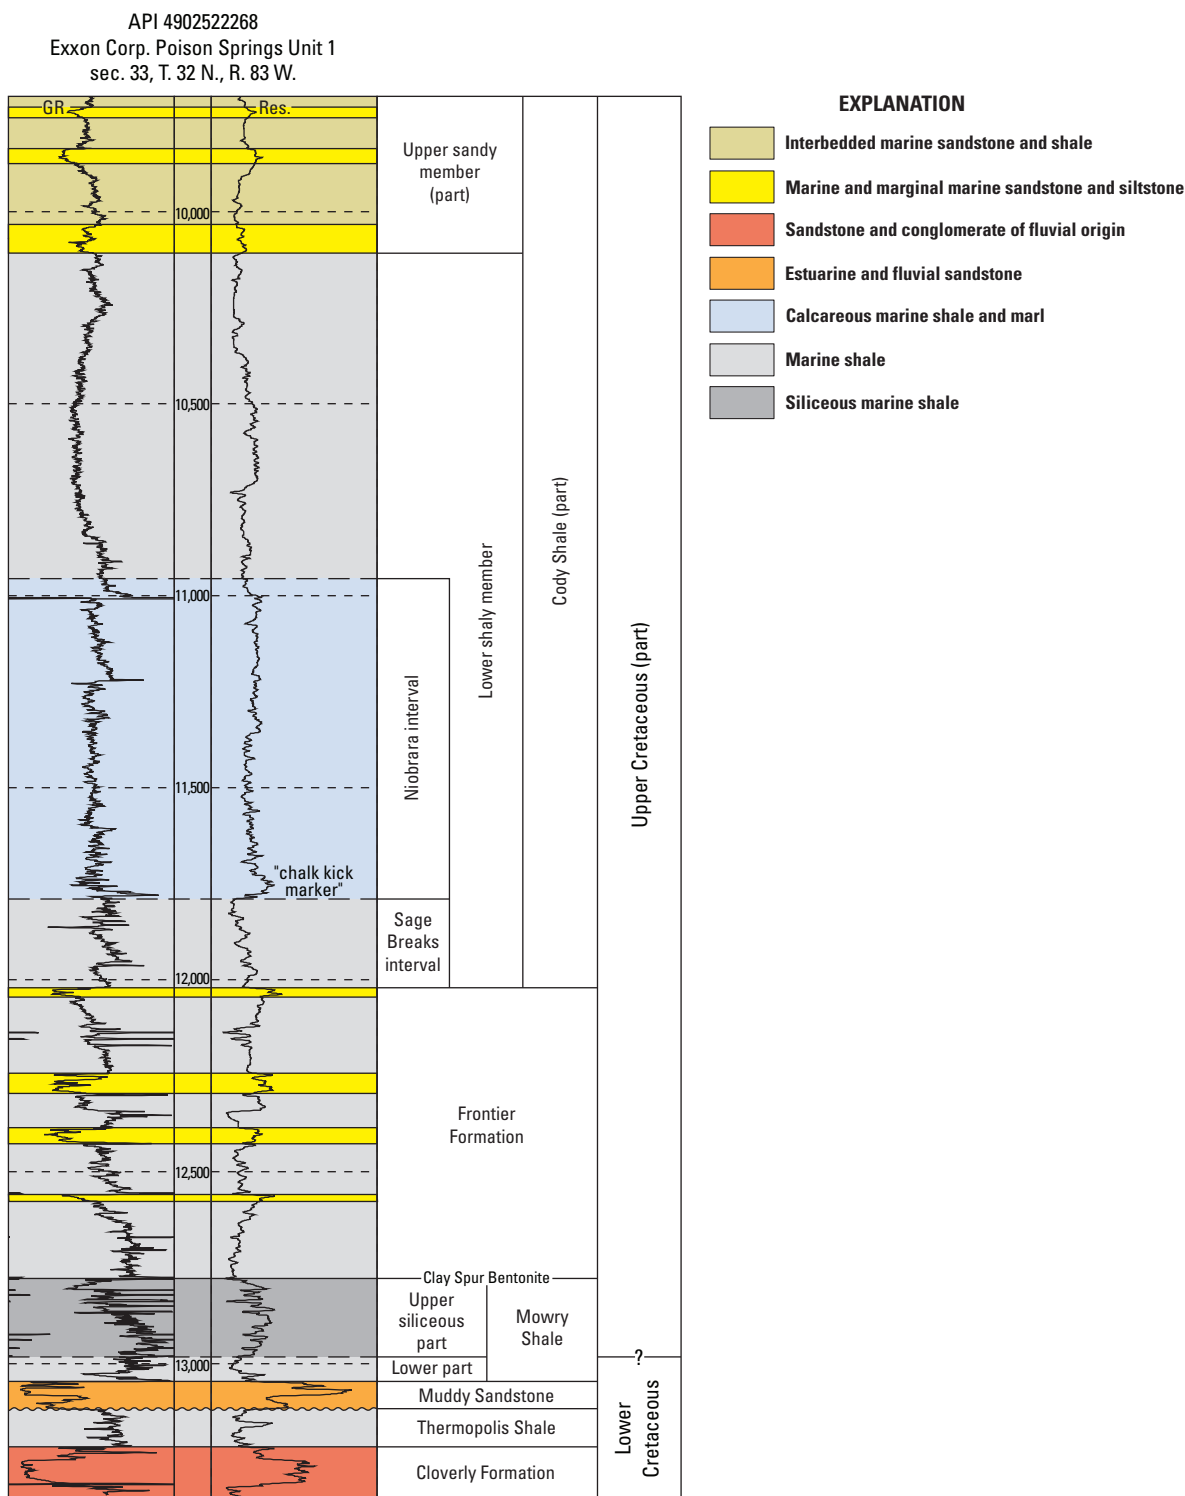 API 4902522268
Exxon Corp. Poison Springs Unit 1
sec. 33, T. 32 N., R. 83 W.
GR
Res.
10,000
10,500
11,000
11,500
"chalk kick
marker"
12,000
12,500
13,000
Upper sandy
member
(part)
Niobrara interval
Sage
Breaks
interval
Lower shaly member
Cody Shale (part)
Frontier
Formation
Clay Spur Bentonite
Upper
siliceous
part
Mowry
Shale
Lower part
Muddy Sandstone
Thermopolis Shale
Cloverly Formation
Upper Cretaceous (part)
?
Lower
Cretaceous
EXPLANATION
Interbedded marine sandstone and shale
Marine and marginal marine sandstone and siltstone
Sandstone and conglomerate of fluvial origin
Estuarine and fluvial sandstone
Calcareous marine shale and marl
Marine shale
Siliceous marine shale